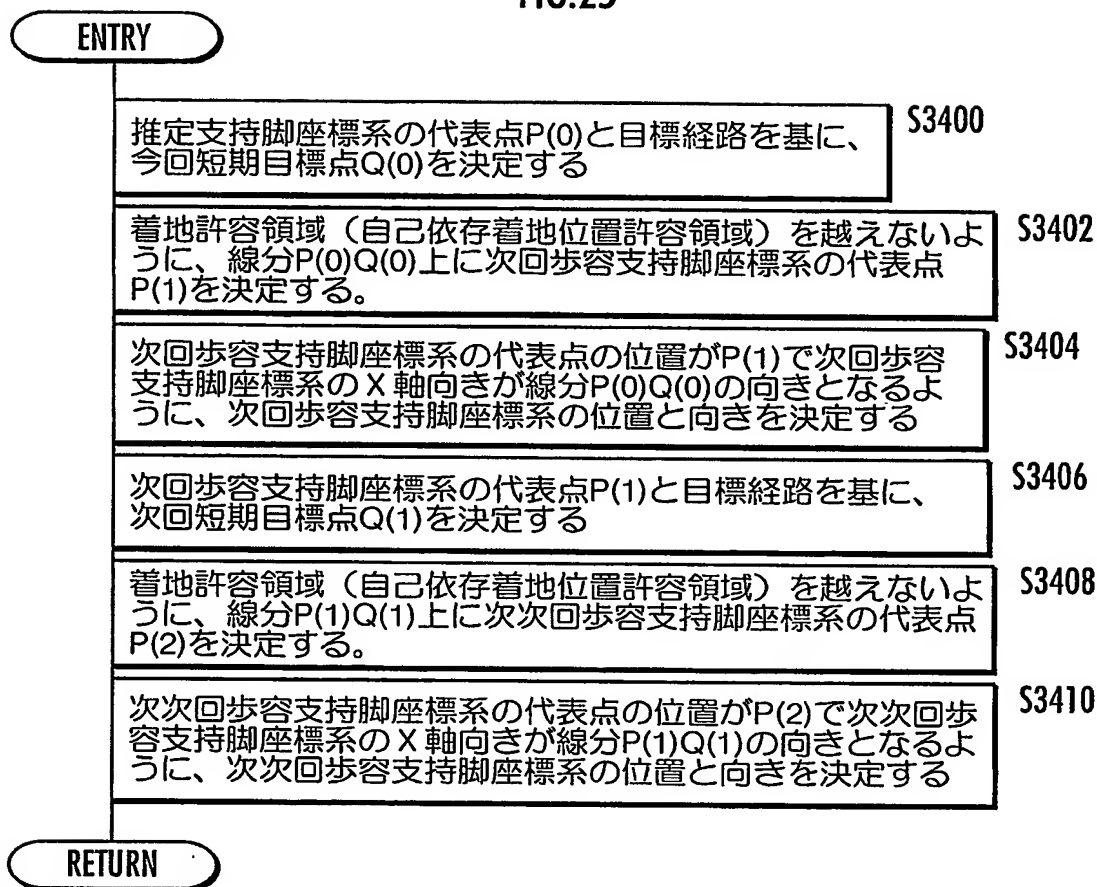 ENTRY
推定支持脚座標系の代表点P(0)と目標経路を基に、
今回短期目標点Q(0)を決定する
S3400
着地許容領域(自己依存着地位置許容領域)を越えないよ
うに、線分P(0)Q(0)上に次回歩容支持脚座標系の代表点
P(1)を決定する。
S3402
次回歩容支持脚座標系の代表点の位置がP(1)で次回歩容
支持脚座標系のX軸向きが線分P(0)Q(0)の向きとなるよ
うに、次回歩容支持脚座標系の位置と向きを決定する
S3404
次回歩容支持脚座標系の代表点P(1)と目標経路を基に、
次回短期目標点Q(1)を決定する
S3406
着地許容領域(自己依存着地位置許容領域)を越えないよ
うに、線分P(1)Q(1)上に次次回歩容支持脚座標系の代表点
P(2)を決定する。
S3408
次次回歩容支持脚座標系の代表点の位置がP(2)で次次回歩
容支持脚座標系のX軸向きが線分P(1)Q(1)の向きとなるよ
うに、次次回歩容支持脚座標系の位置と向きを決定する
S3410
RETURN